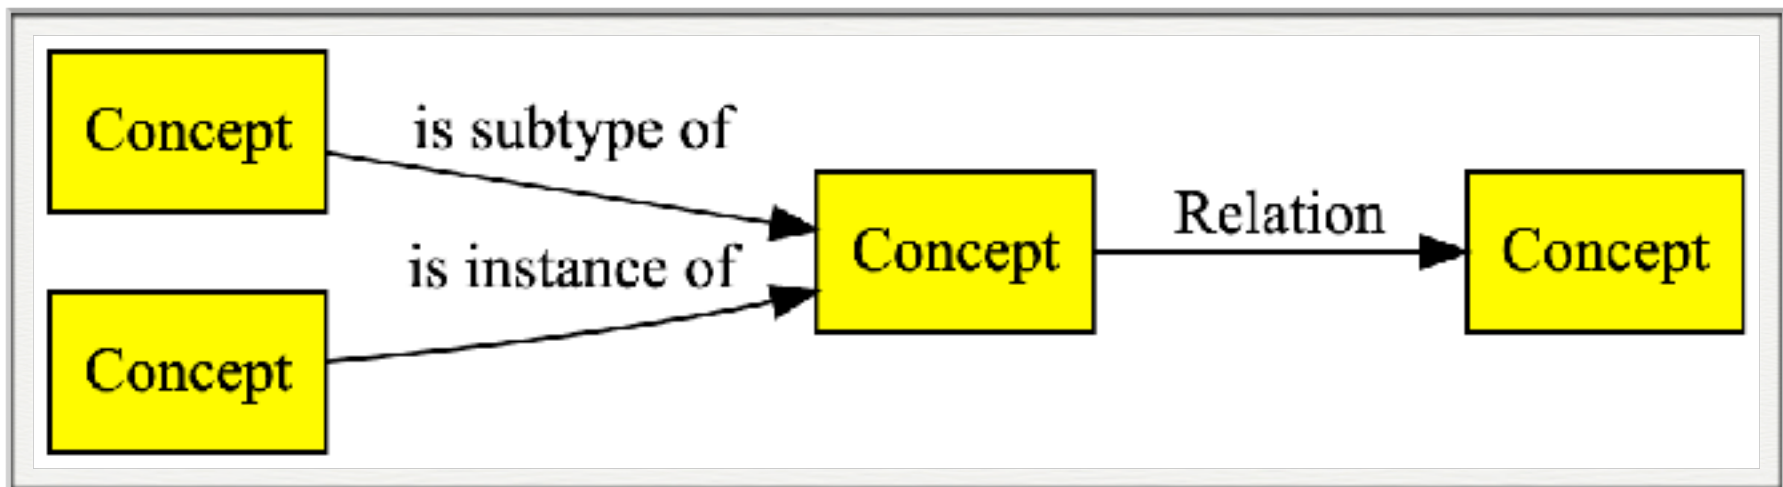 Concept
is subtype of
Concept
is instance of
Concept
Relation
Concept